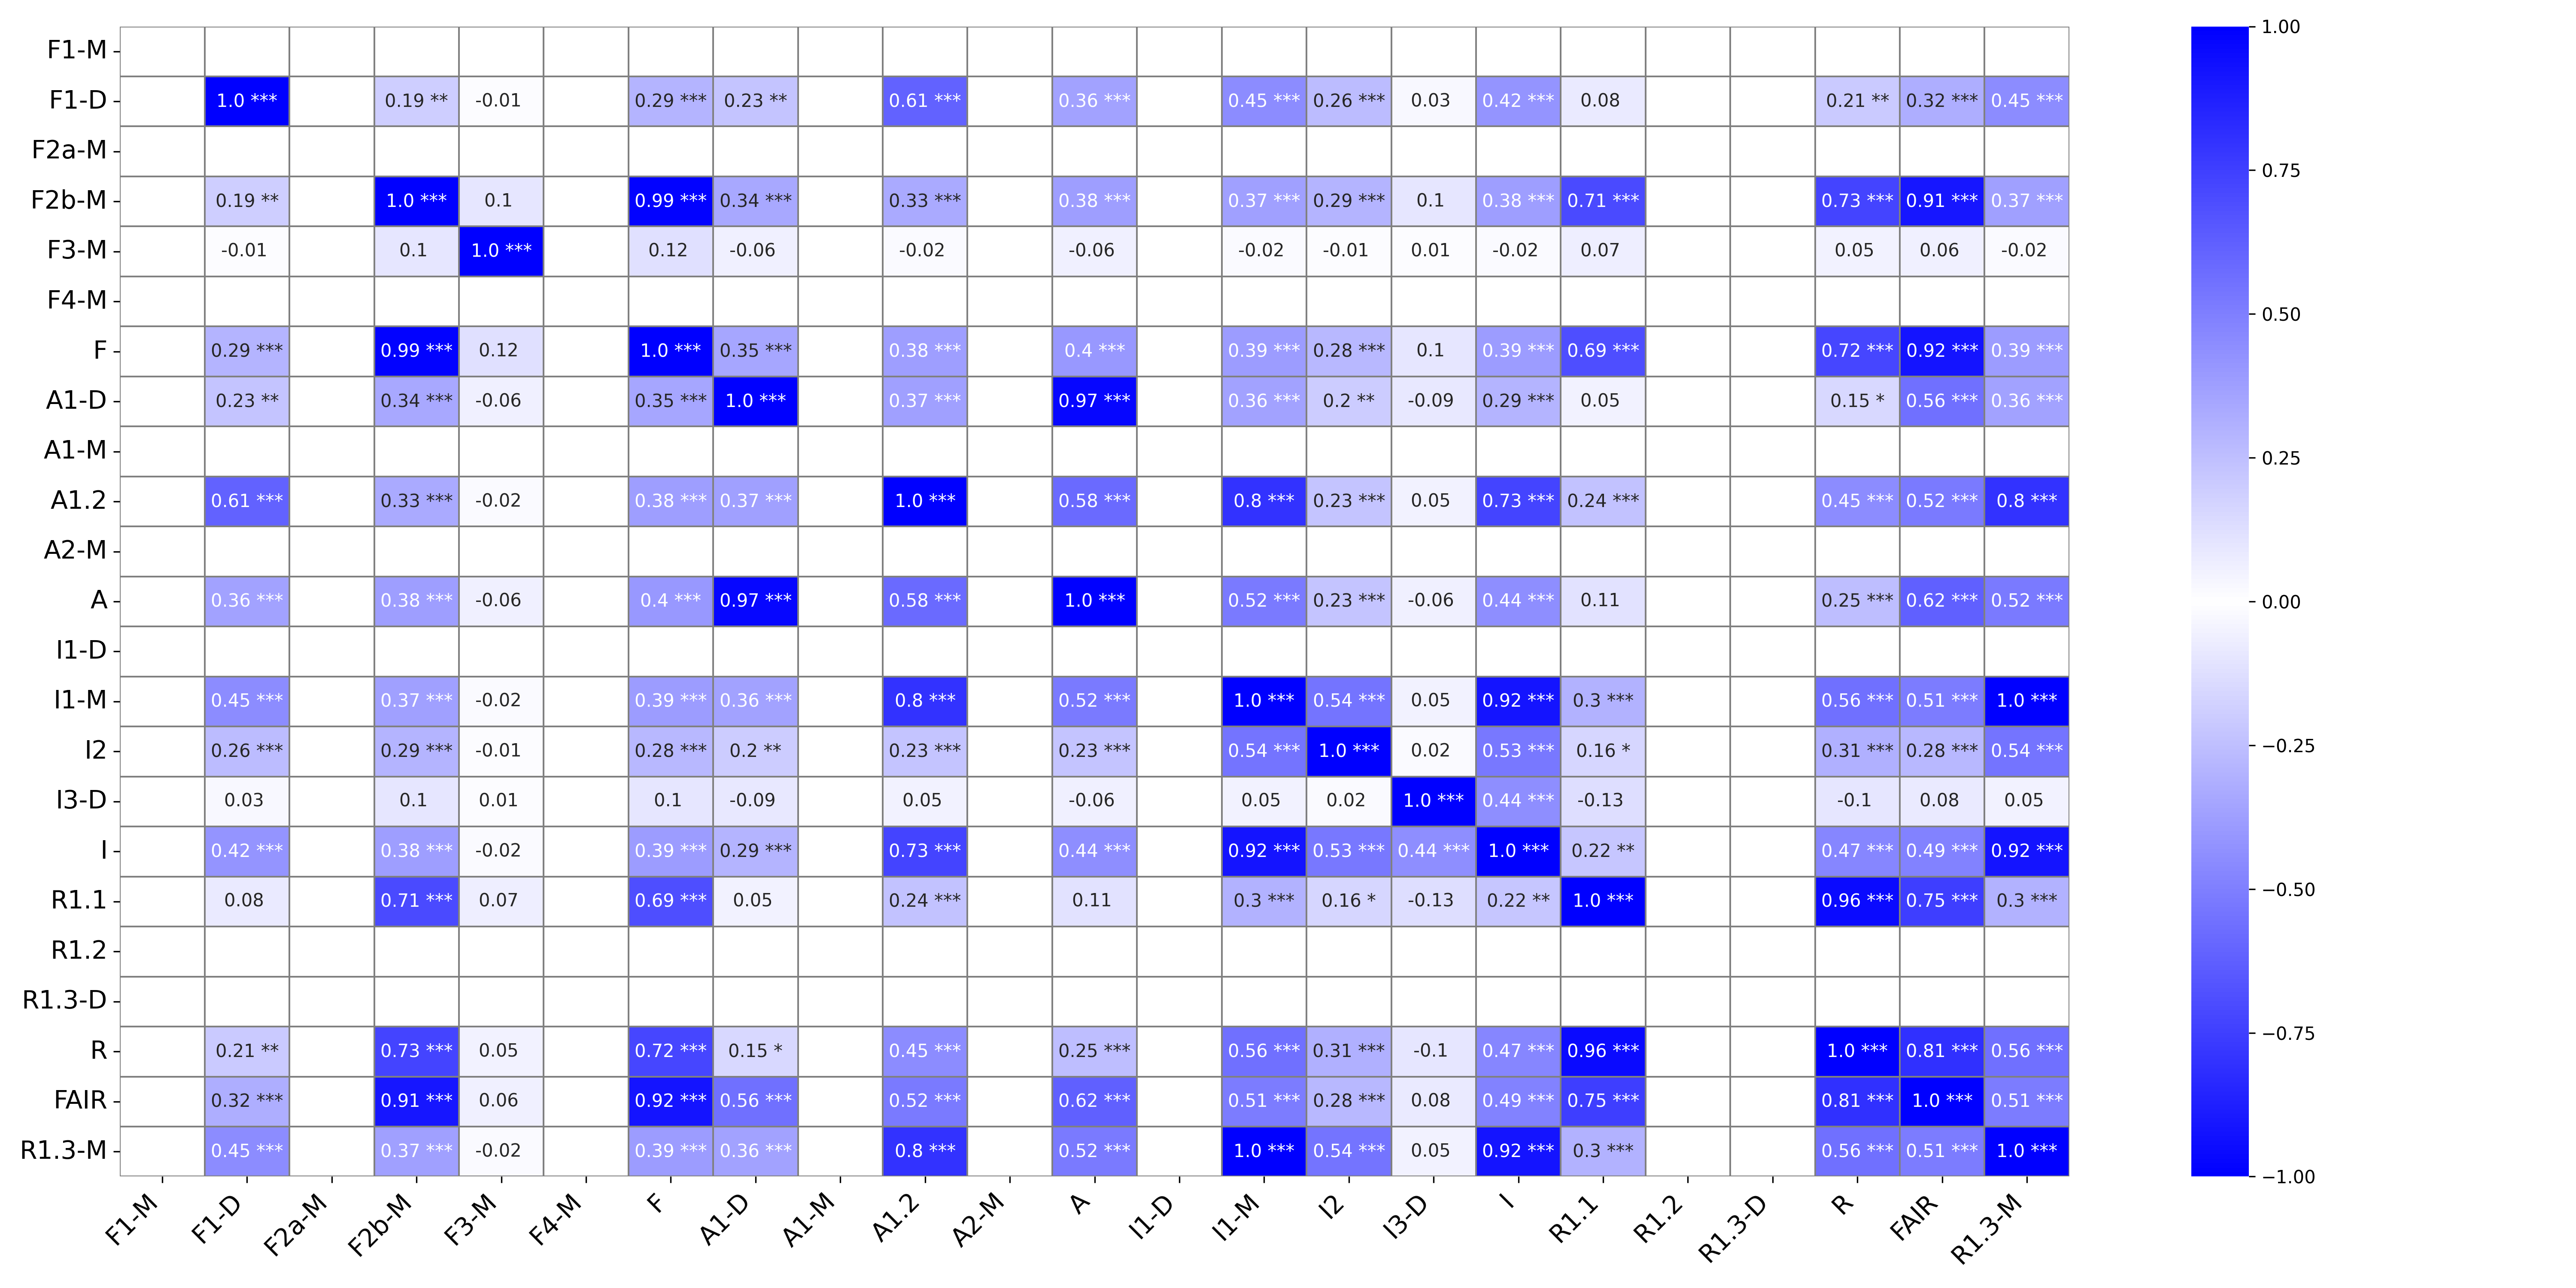 F1-M
F1-D 1.0 *** 0.19 ** -0.01 0.29 *** 0.23 ** 0.61 *** 0.36 *** 0.45 *** 0.26 *** 0.03 0.42 *** 0.08 0.21 ** 0.32 *** 0.45 ***
F2a-M
F2b-M 0.19 ** 1.0 *** 0.1 0.99 *** 0.34 *** 0.33 *** 0.38 *** 0.37 *** 0.29 *** 0.1 0.38 *** 0.71 *** 0.73 *** 0.91 *** 0.37 ***
F3-M -0.01 0.1 1.0 *** 0.12 -0.06 -0.02 -0.06 -0.02 -0.01 0.01 -0.02 0.07 0.05 0.06 -0.02
F4-M
F 0.29 *** 0.99 *** 0.12 1.0 *** 0.35 *** 0.38 *** 0.4 *** 0.39 *** 0.28 *** 0.1 0.39 *** 0.69 *** 0.72 *** 0.92 *** 0.39 ***
A1-D 0.23 ** 0.34 *** -0.06 0.35 *** 1.0 *** 0.37 *** 0.97 *** 0.36 *** 0.2 ** -0.09 0.29 *** 0.05 0.15 * 0.56 *** 0.36 ***
A1-M
A1.2 0.61 *** 0.33 *** -0.02 0.38 *** 0.37 *** 1.0 *** 0.58 *** 0.8 *** 0.23 *** 0.05 0.73 *** 0.24 *** 0.45 *** 0.52 *** 0.8 ***
A2-M
A 0.36 *** 0.38 *** -0.06 0.4 *** 0.97 *** 0.58 *** 1.0 *** 0.52 *** 0.23 *** -0.06 0.44 *** 0.11 0.25 *** 0.62 *** 0.52 ***
I1-D
I1-M 0.45 *** 0.37 *** -0.02 0.39 *** 0.36 *** 0.8 *** 0.52 *** 1.0 *** 0.54 *** 0.05 0.92 *** 0.3 *** 0.56 *** 0.51 *** 1.0 ***
I2 0.26 *** 0.29 *** -0.01 0.28 *** 0.2 ** 0.23 *** 0.23 *** 0.54 *** 1.0 *** 0.02 0.53 *** 0.16 * 0.31 *** 0.28 *** 0.54 ***
I3-D 0.03 0.1 0.01 0.1 -0.09 0.05 -0.06 0.05 0.02 1.0 *** 0.44 *** -0.13 -0.1 0.08 0.05
I 0.42 *** 0.38 *** -0.02 0.39 *** 0.29 *** 0.73 *** 0.44 *** 0.92 *** 0.53 *** 0.44 *** 1.0 *** 0.22 ** 0.47 *** 0.49 *** 0.92 ***
R1.1 0.08 0.71 *** 0.07 0.69 *** 0.05 0.24 *** 0.11 0.3 *** 0.16 * -0.13 0.22 ** 1.0 *** 0.96 *** 0.75 *** 0.3 ***
R1.2
R1.3-D
R 0.21 ** 0.73 *** 0.05 0.72 *** 0.15 * 0.45 *** 0.25 *** 0.56 *** 0.31 *** -0.1 0.47 *** 0.96 *** 1.0 *** 0.81 *** 0.56 ***
FAIR 0.32 *** 0.91 *** 0.06 0.92 *** 0.56 *** 0.52 *** 0.62 *** 0.51 *** 0.28 *** 0.08 0.49 *** 0.75 *** 0.81 *** 1.0 *** 0.51 ***
R1.3-M 0.45 *** 0.37 *** -0.02 0.39 *** 0.36 *** 0.8 *** 0.52 *** 1.0 *** 0.54 *** 0.05 0.92 *** 0.3 *** 0.56 *** 0.51 *** 1.0 ***
F1-M F1-D F2a-M F2b-M F3-M F4-M F A1-D A1-M A1.2 A2-M A I1-D I1-M I2 I3-D I R1.1 R1.2 R1.3-D R FAIR R1.3-M
1.00
0.75
0.50
0.25
0.00
−0.25
−0.50
−0.75
−1.00